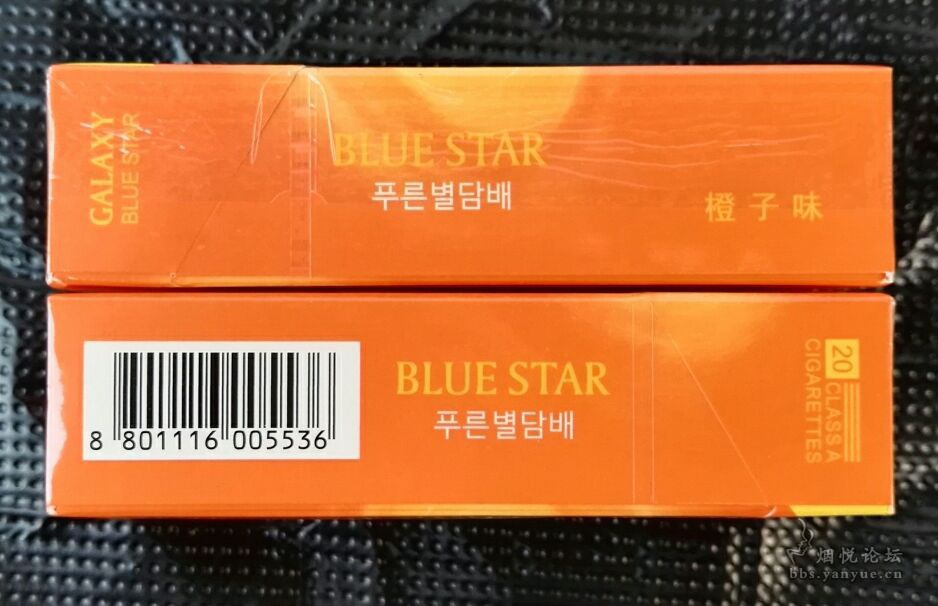 GALAXY
BLUE STAR
BLUE STAR
푸른별담배
橙子味
8 801116 005536
BLUE STAR
푸른별담배
20 CLASS A
CIGARETTES
烟悦论坛
bbs.yanyue.cn